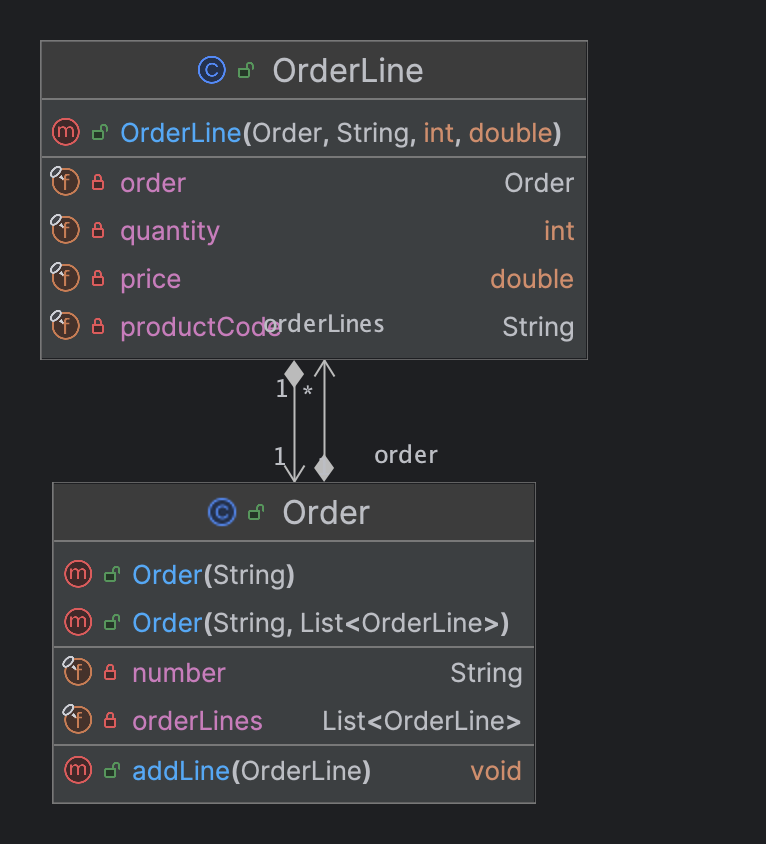 OrderLine
OrderLine(Order, String, int, double)
order Order
quantity int
price double
productCode String
orderLines
1 *
1 order
Order
Order(String)
Order(String, List<OrderLine>)
number String
orderLines List<OrderLine>
addLine(OrderLine) void